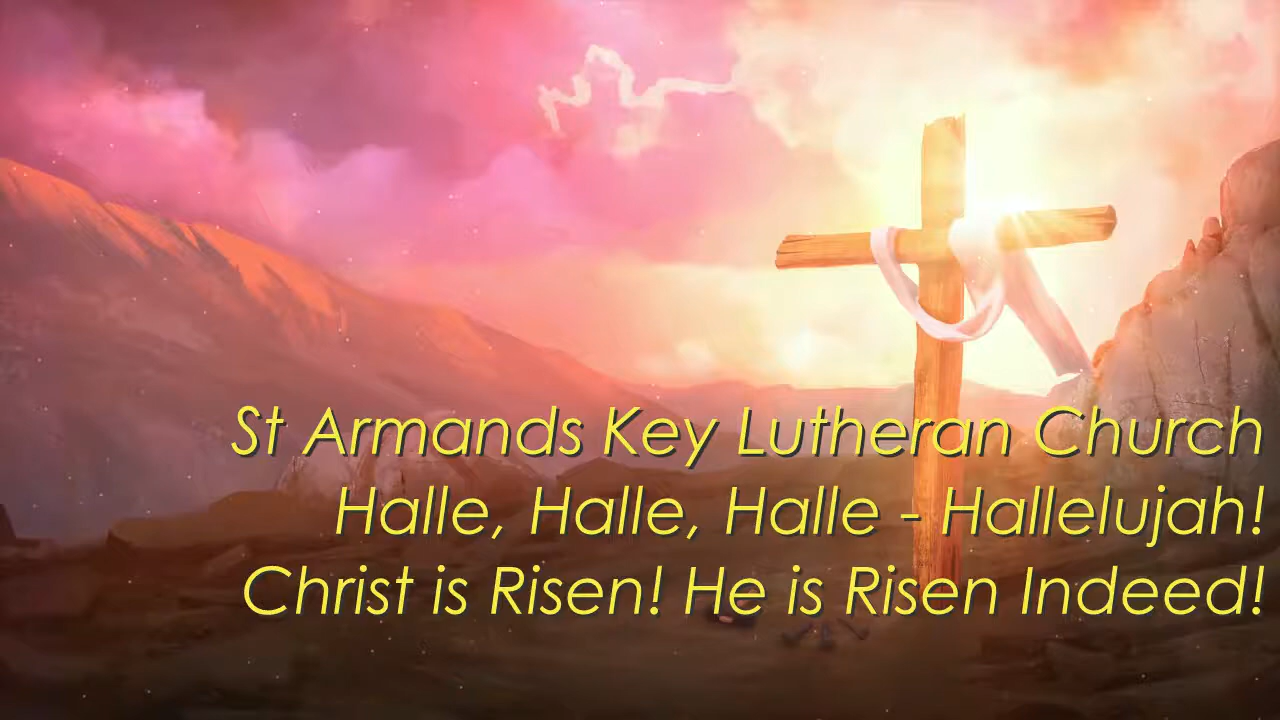 St Armands Key Lutheran Church
Halle, Halle, Halle - Hallelujah!
Christ is Risen! He is Risen Indeed!